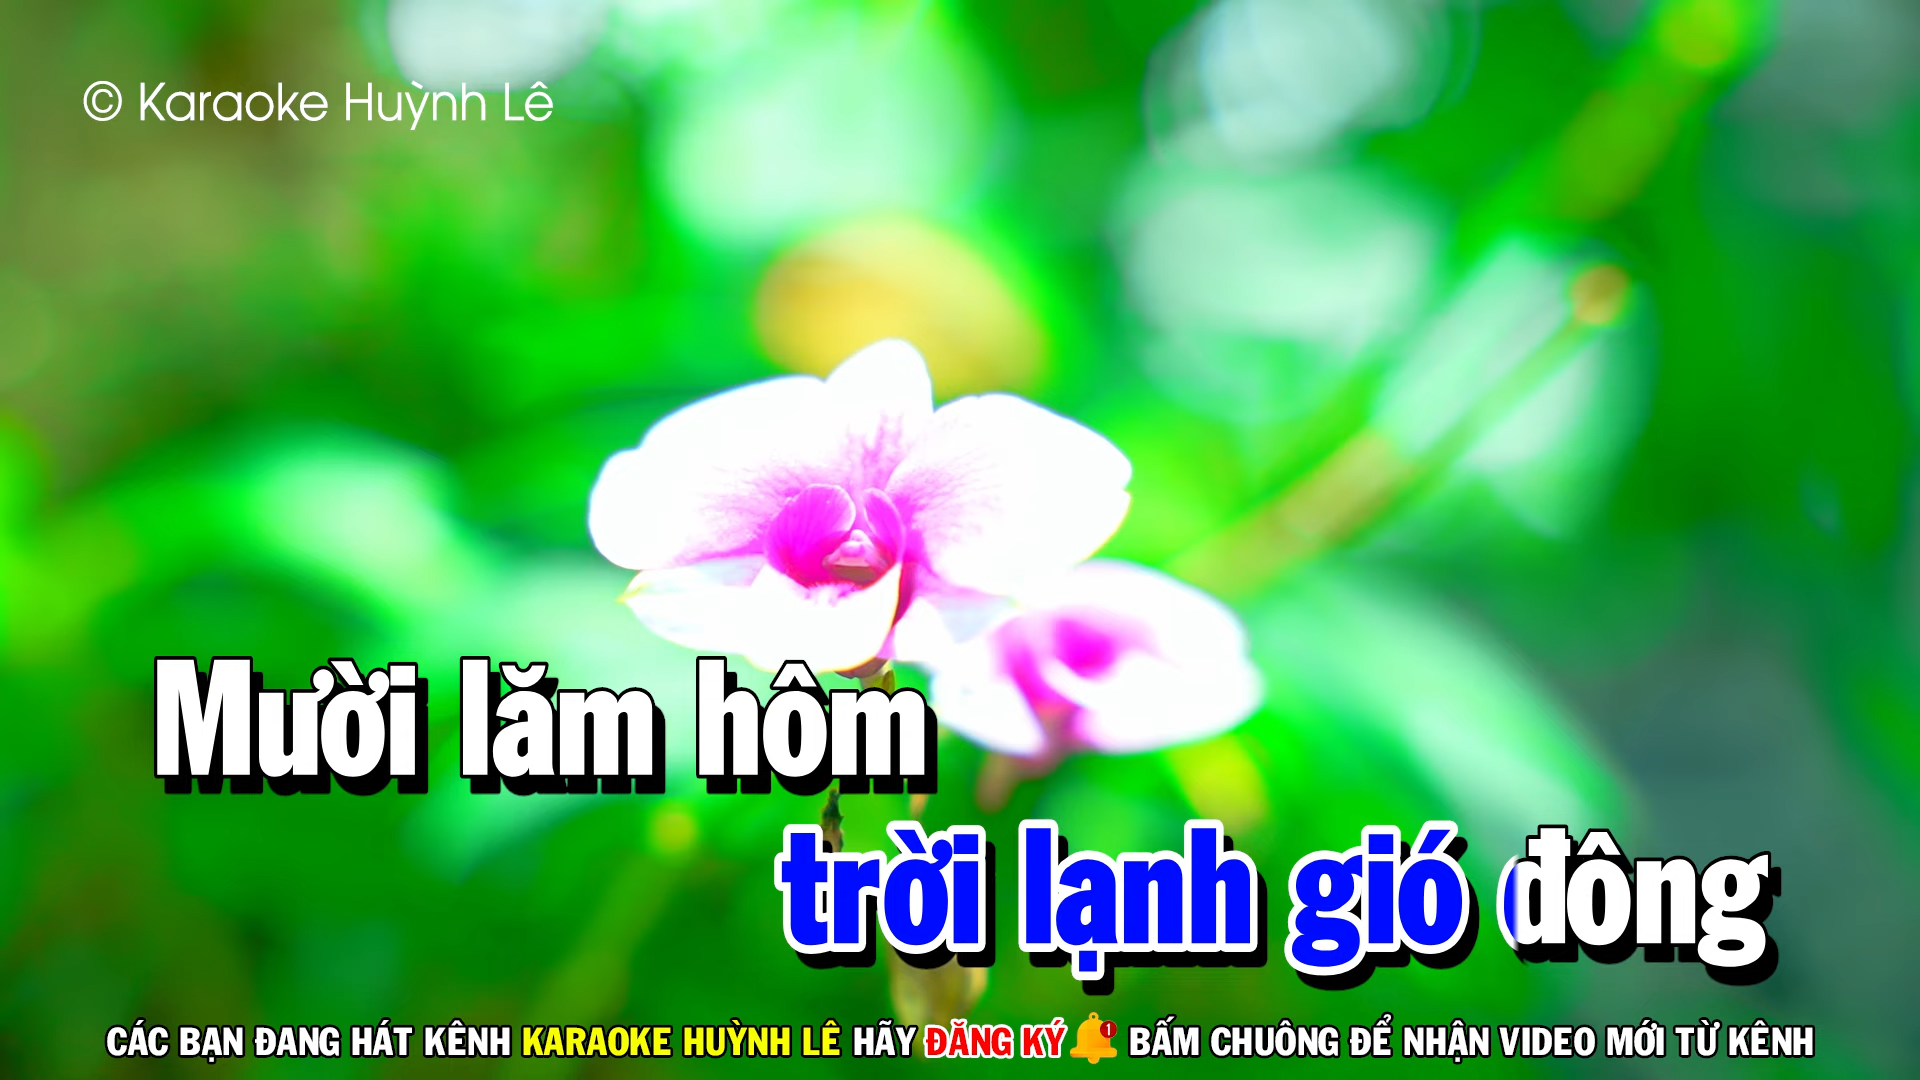 © Karaoke Huỳnh Lê
Mười lăm hôm
trời lạnh gió đông
CÁC BẠN ĐANG HÁT KÊNH KARAOKE HUỲNH LÊ HÃY ĐĂNG KÝ 1 BẤM CHUÔNG ĐỂ NHẬN VIDEO MỚI TỪ KÊNH